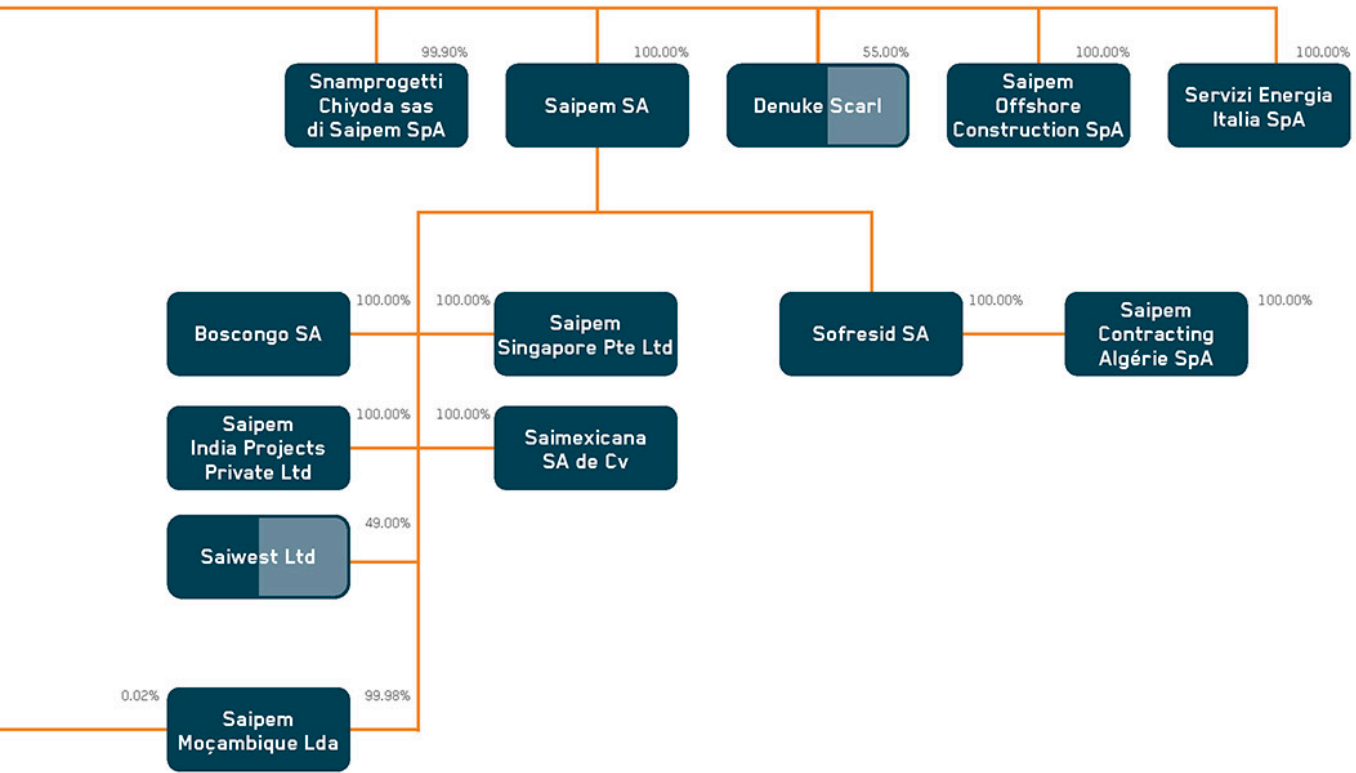 99.90%
100.00%
55.00%
100.00%
100.00%
Snamprogetti
Chiyoda sas
di Saipem SpA
Saipem SA
Denuke Scarl
Saipem
Offshore
Construction SpA
Servizi Energia
Italia SpA
100.00%
100.00%
100.00%
100.00%
Boscongo SA
Saipem
Singapore Pte Ltd
Sofresid SA
Saipem
Contracting
Algérie SpA
100.00%
100.00%
Saipem
India Projects
Private Ltd
Saimexicana
SA de Cv
49.00%
Saiwest Ltd
0.02%
99.98%
Saipem
Moçambique Lda